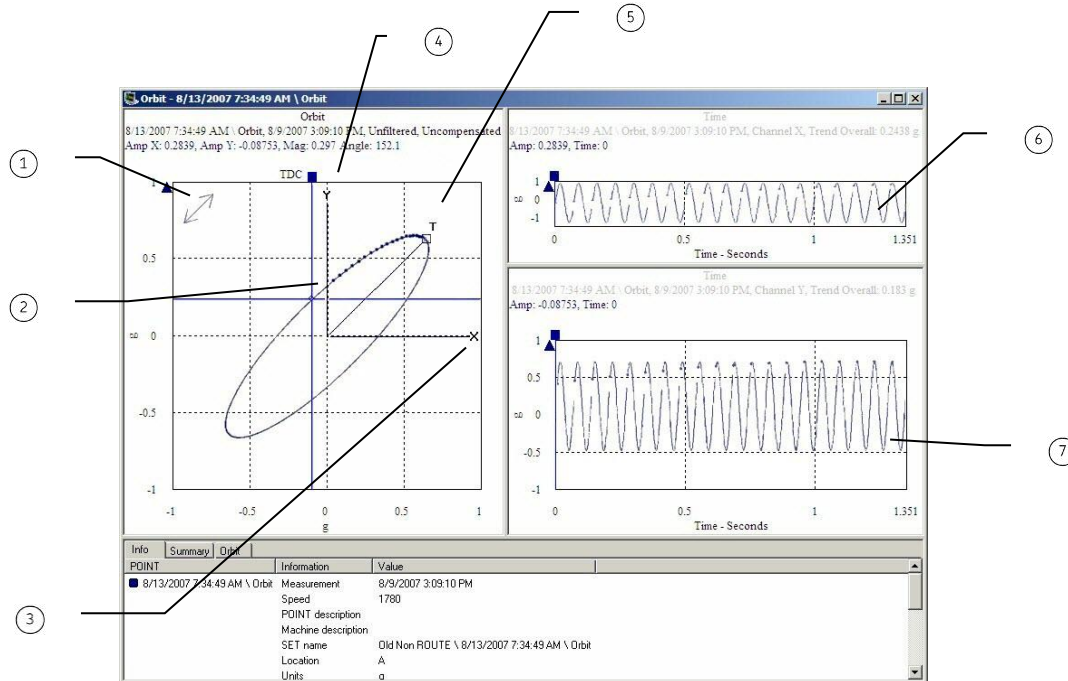 4
5
1
2
3
6
7
Orbit - 8/13/2007 7:34:49 AM \ Orbit
Orbit
8/13/2007 7:34:49 AM \ Orbit, 8/9/2007 3:09:10 PM, Unfiltered, Uncompensated
Amp X: 0.2839, Amp Y: -0.08753, Mag: 0.297 Angle: 152.1
TDC
Y
T
X
1
0.5
0
-0.5
-1
g
-1
-0.5
0
0.5
1
g
Time
8/13/2007 7:34:49 AM \ Orbit, 8/9/2007 3:09:10 PM, Channel X, Trend Overall: 0.2438 g
Amp: 0.2839, Time: 0
1
0
-1
g
0
0.5
1
1.351
Time - Seconds
Time
8/13/2007 7:34:49 AM \ Orbit, 8/9/2007 3:09:10 PM, Channel Y, Trend Overall: 0.183 g
Amp: -0.08753, Time: 0
1
0.5
0
-0.5
-1
g
0
0.5
1
1.351
Time - Seconds
Info Summary Orbit
POINT Information Value
8/13/2007 7:34:49 AM \ Orbit Measurement 8/9/2007 3:09:10 PM
Speed 1780
POINT description
Machine description
SET name Old Non ROUTE \ 8/13/2007 7:34:49 AM \ Orbit
Location A
Units g